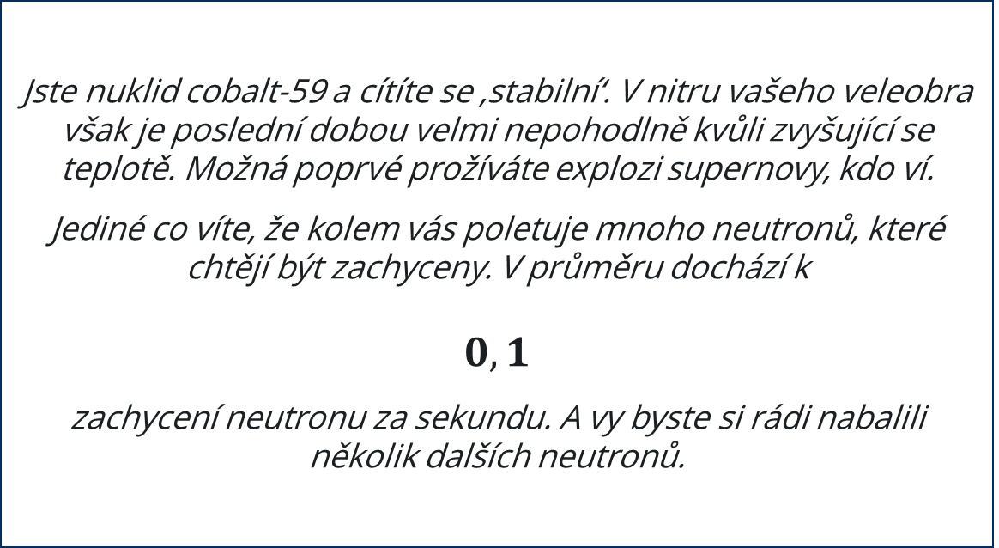 Jste nuklid cobalt-59 a cítíte se ‚stabilní‘. V nitru vašeho veleobra
však je poslední dobou velmi nepohodlně kvůli zvyšující se
teplotě. Možná poprvé prožíváte explozi supernovy, kdo ví.
Jediné co víte, že kolem vás poletuje mnoho neutronů, které
chtějí být zachyceny. V průměru dochází k
0, 1
zachycení neutronu za sekundu. A vy byste si rádi nabalili
několik dalších neutronů.